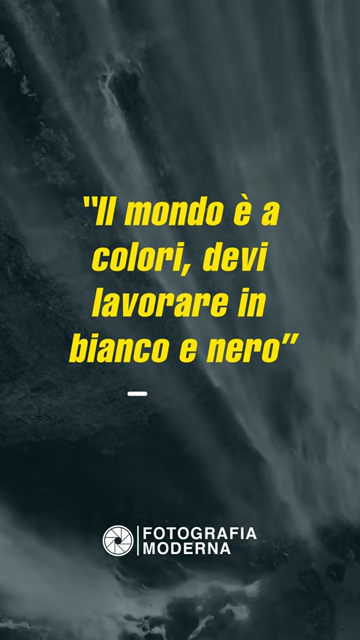 “Il mondo è a
colori, devi
lavorare in
bianco e nero”
FOTOGRAFIA
MODERNA